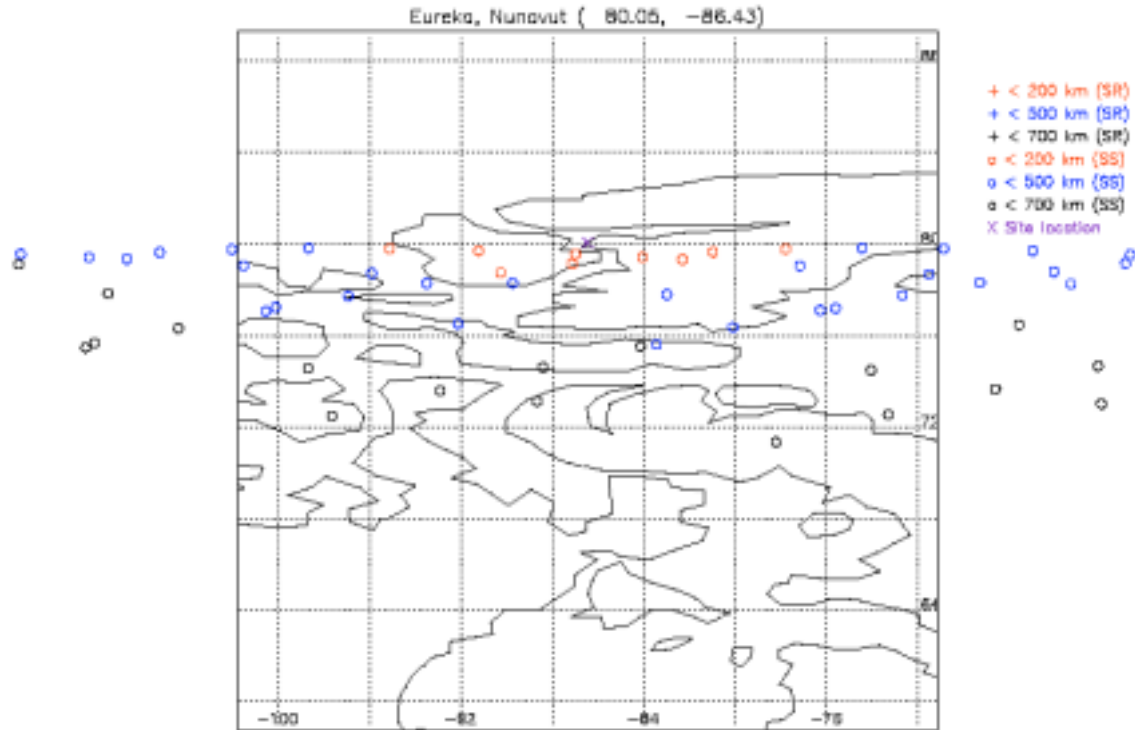 Eureka, Nunavut ( 80.05, -86.43)
+ < 200 km (SR)
+ < 500 km (SR)
+ < 700 km (SR)
o < 200 km (SS)
o < 500 km (SS)
o < 700 km (SS)
X Site location
80
72
64
-100 -92 -84 -76